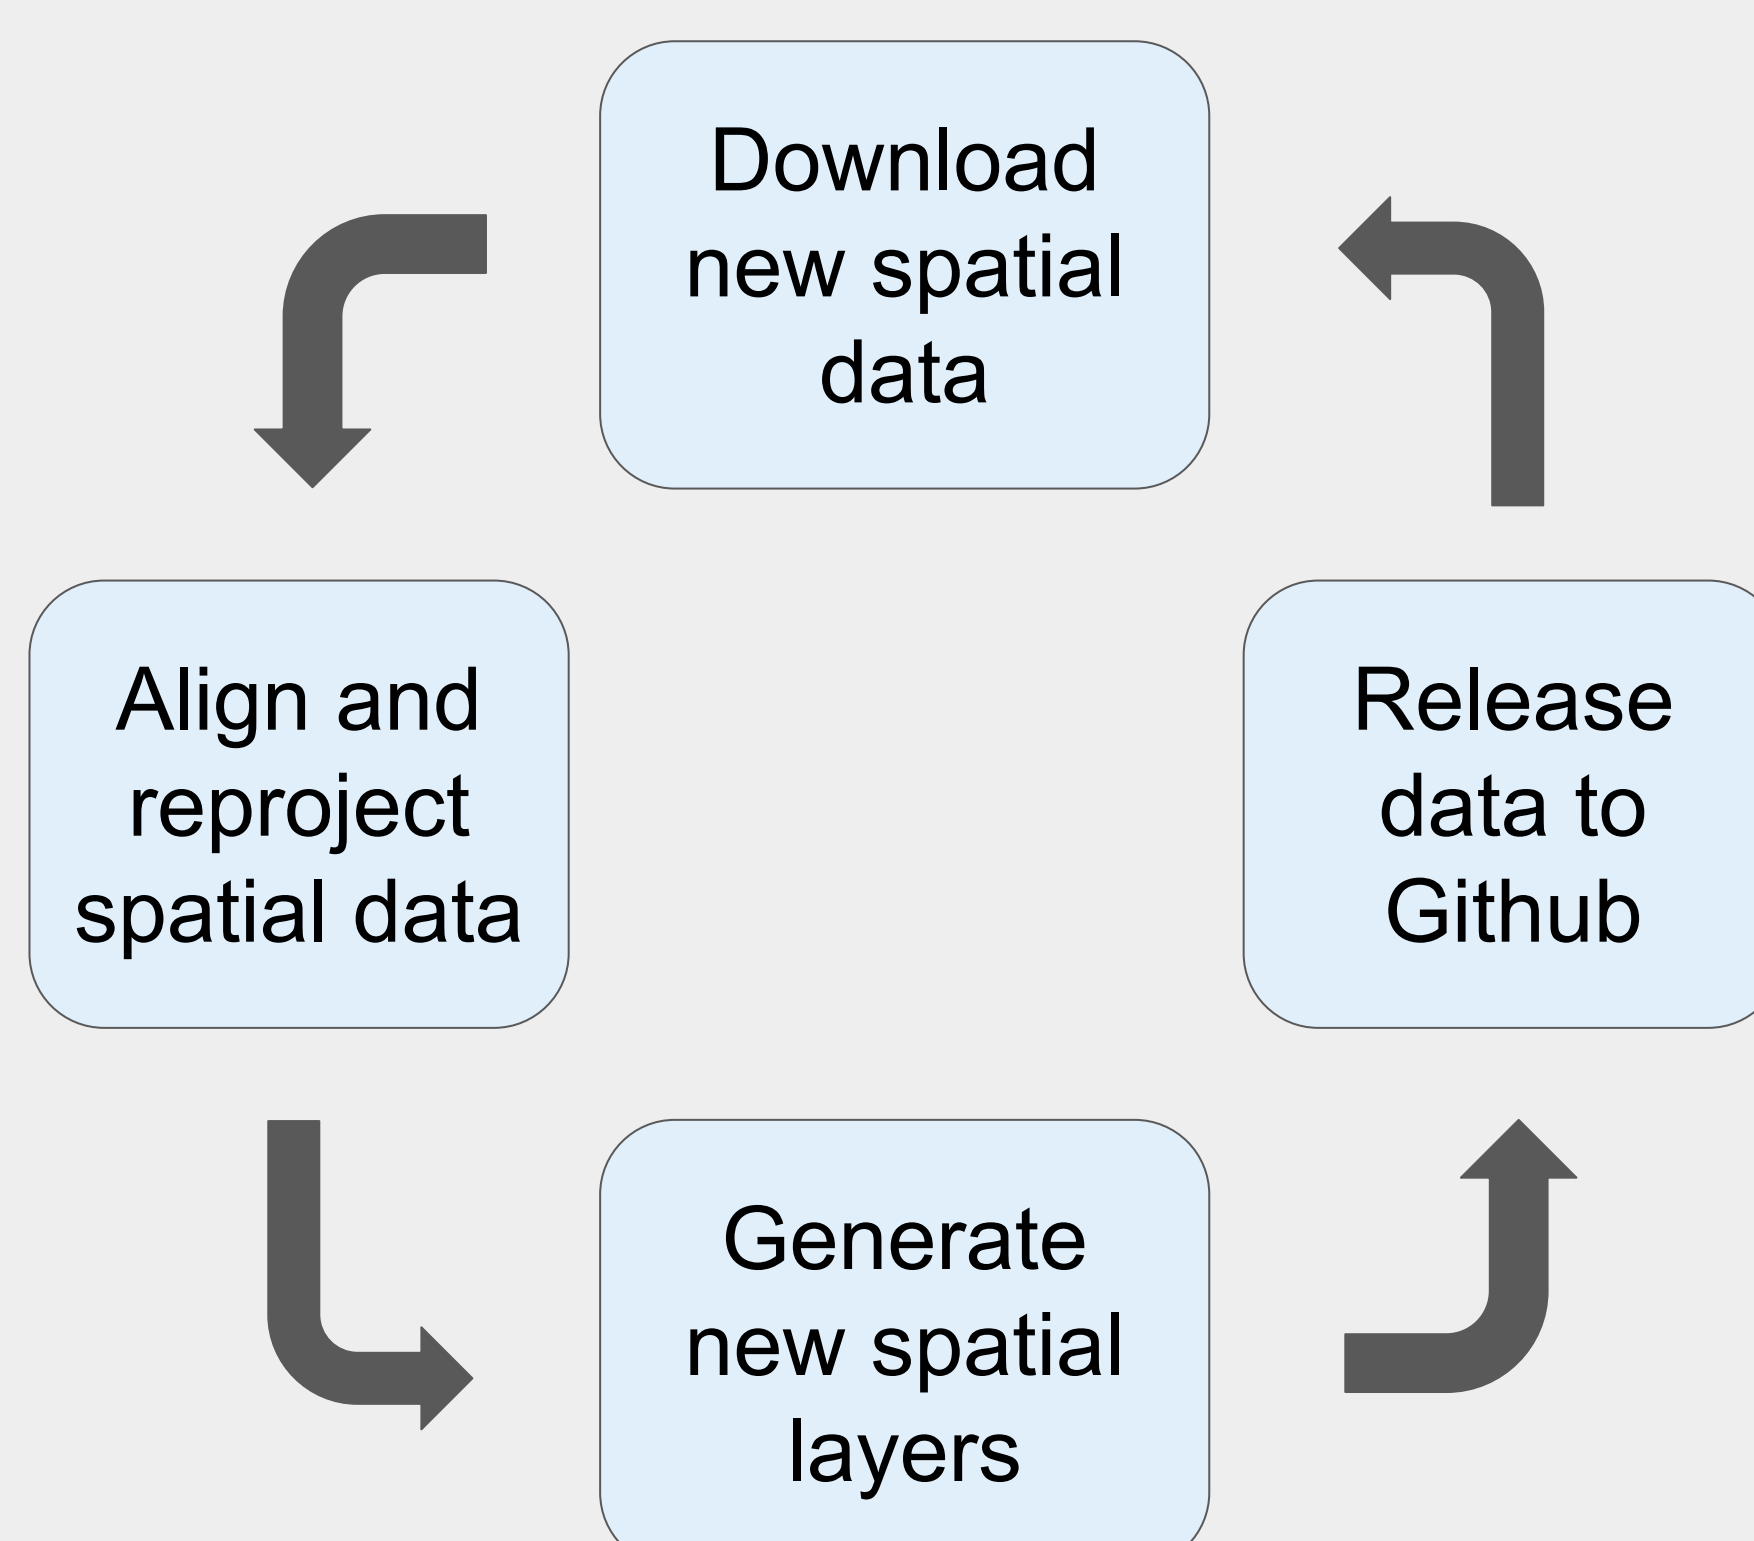 Download
new spatial
data
Align and
reproject
spatial data
Release
data to
Github
Generate
new spatial
layers